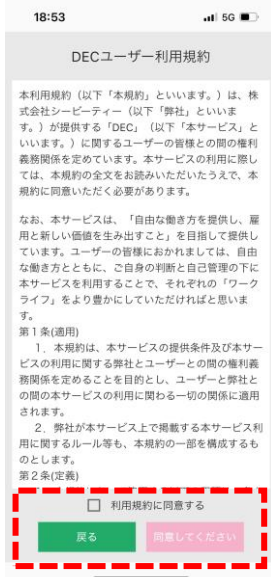 18:53
5G
DECユーザー利用規約
本利用規約（以下「本規約」といいます。）は、株
式会社シービーティー（以下「弊社」といいま
す。）が提供する「DEC」（以下「本サービス」と
いいます。）に関するユーザーの皆様との間の権利
義務関係を定めています。本サービスの利用に際し
ては、本規約の全文をお読みいただいたうえで、本
規約に同意いただく必要があります。
なお、本サービスは、「自由な働き方を提供し、雇
用と新しい価値を生み出すこと」を目指して提供し
ています。ユーザーの皆様におかれましては、自由
な働き方とともに、ご自身の判断と自己管理の下に
本サービスを利用することで、それぞれの「ワーク
ライフ」をより豊かにしていただければと思いま
す。
第１条(適用)
１．本規約は、本サービスの提供条件及び本サー
ビスの利用に関する弊社とユーザーとの間の権利義
務関係を定めることを目的とし、ユーザーと弊社と
の間の本サービスの利用に関わる一切の関係に適用
されます。
２．弊社が本サービス上で掲載する本サービス利
用に関するルール等も、本規約の一部を構成するも
のとします。
第２条(定義)
利用規約に同意する
戻る
同意してください